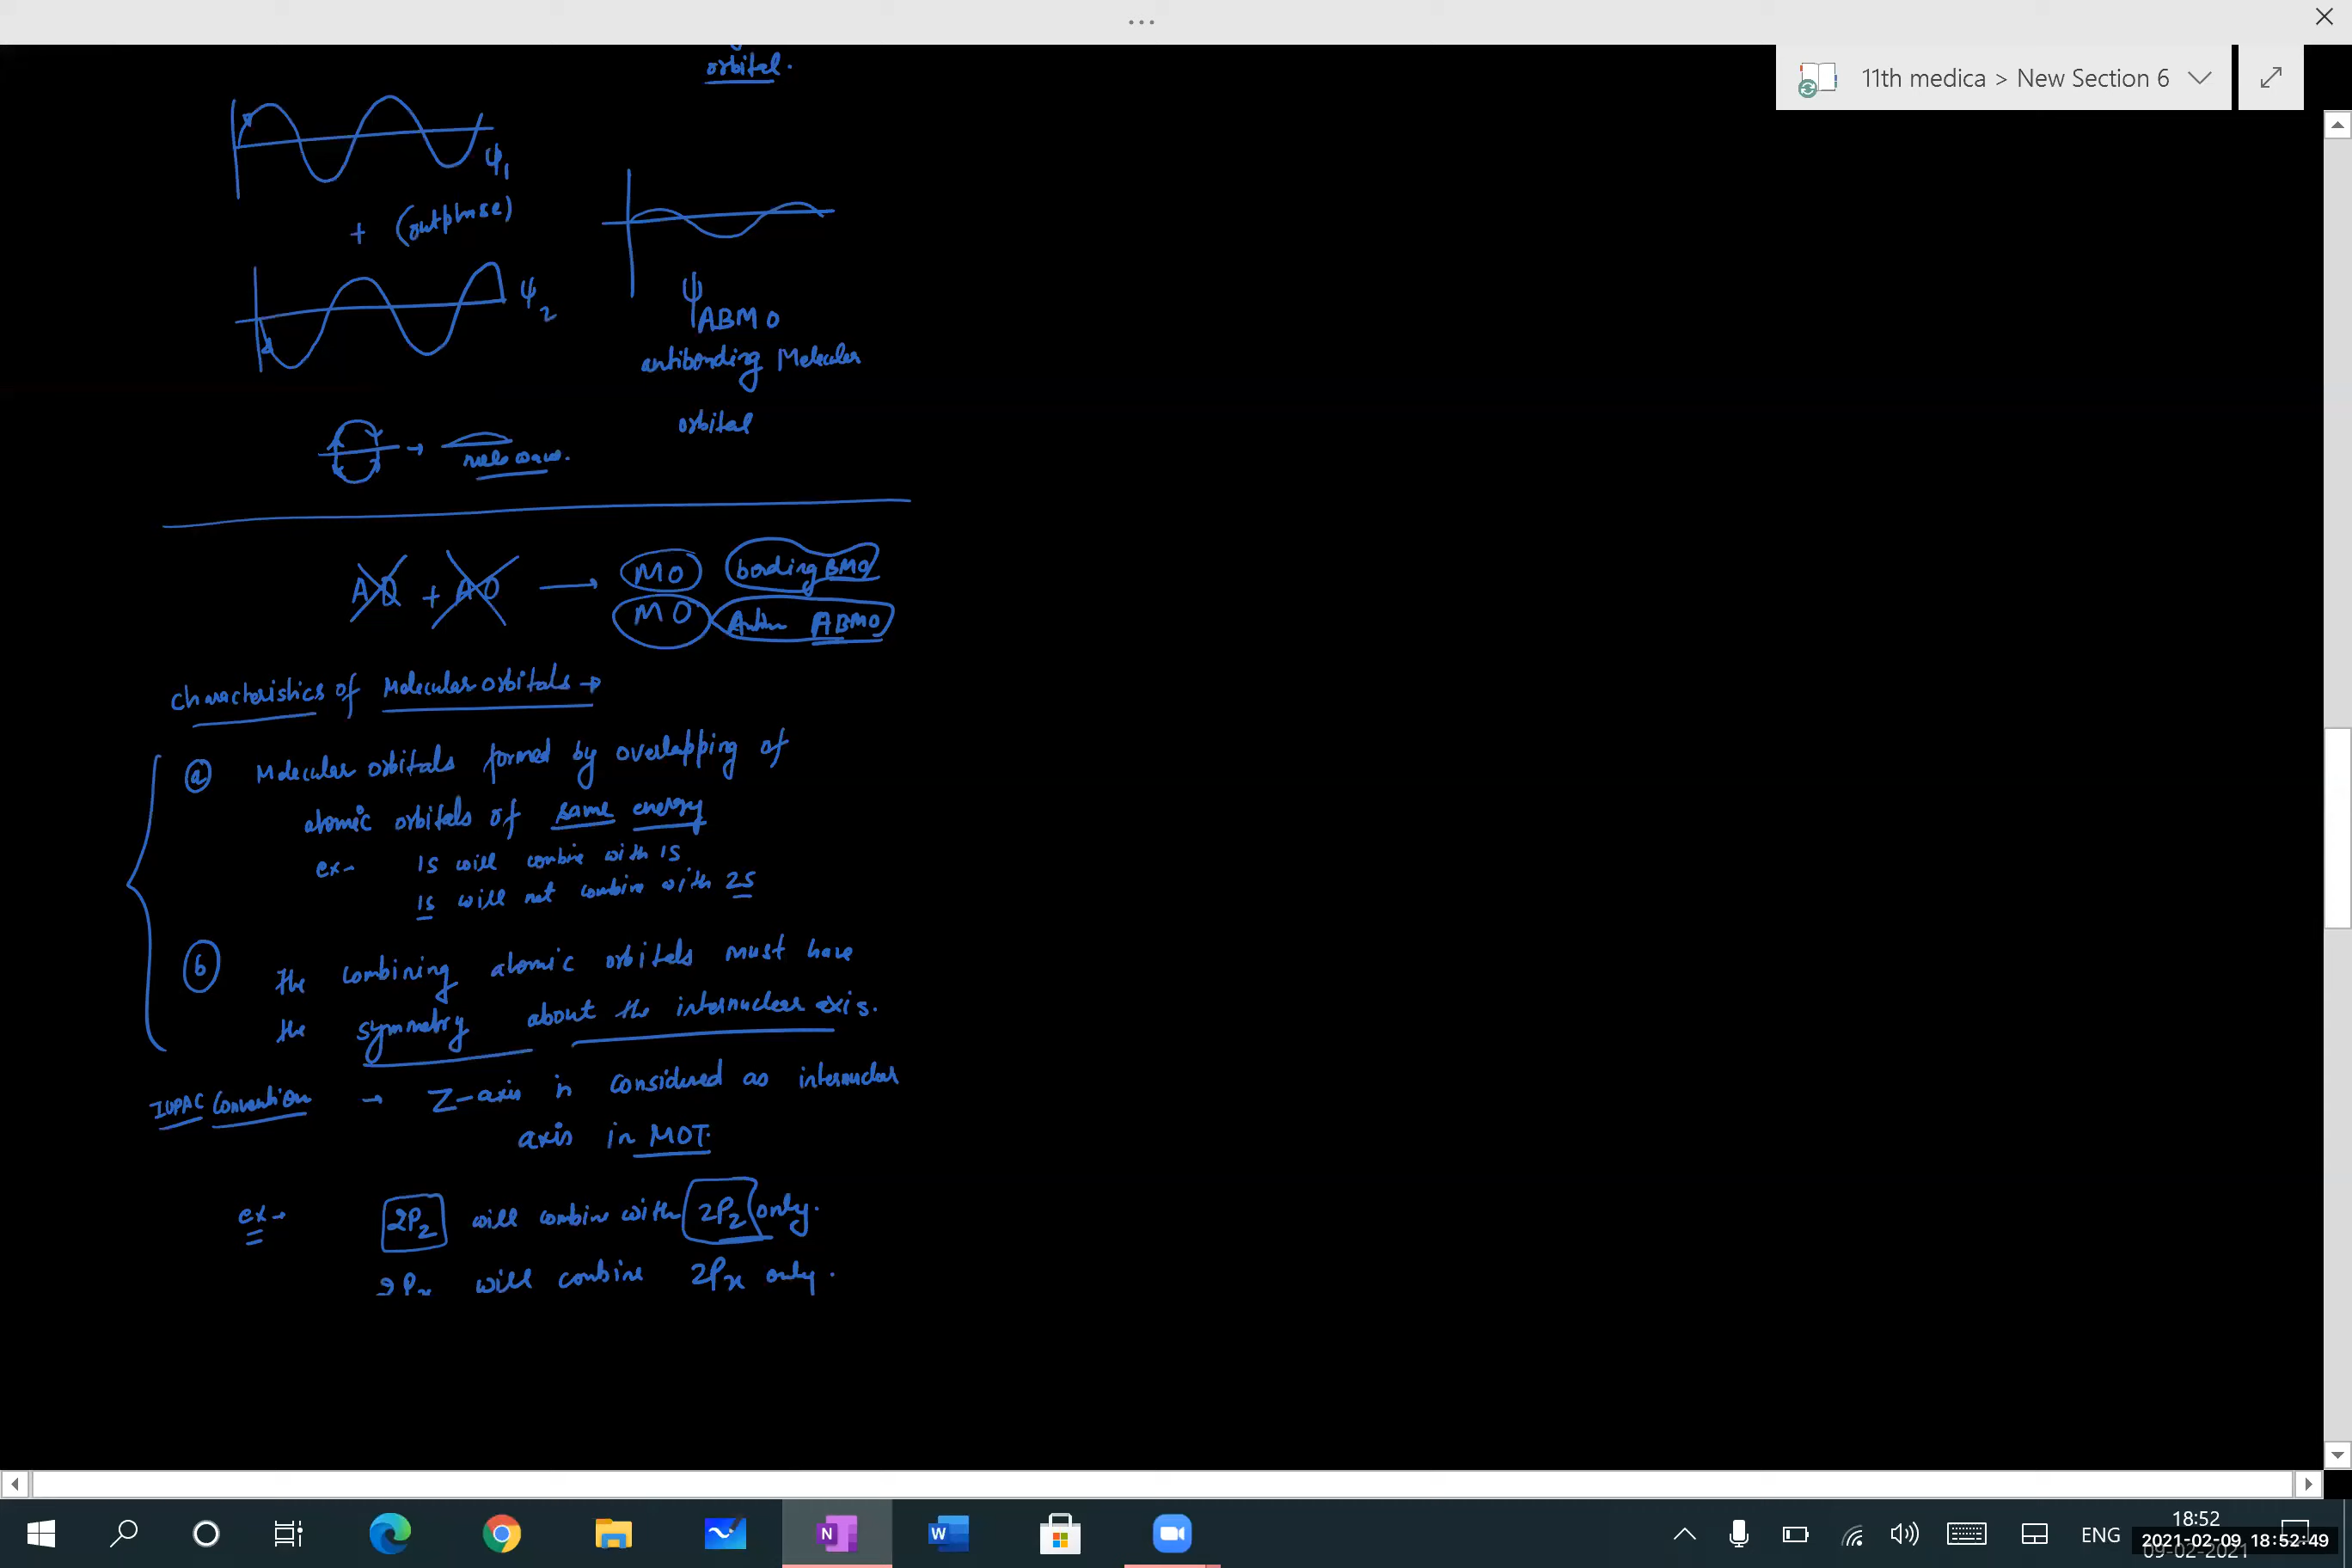 11th medica > New Section 6
orbital.
ψ1
+ (outphase)
ψ2
ψABMO
antibonding Molecular
orbital
AO + AO → MO bonding BMO
MO ABMO
Characteristics of Molecular orbitals →
(a) Molecular orbitals formed by overlapping of
atomic orbitals of same energy
ex→ 1s will combine with 1s
1s will not combine with 2s
(b) the combining atomic orbitals must have
the symmetry about the internuclear axis.
IUPAC Convention → Z-axis is considered as internuclear
axis in MOT.
ex→ 2Pz will combine with 2Pz only.
2Px will combine 2Px only.
ENG
18:52
09-02-2021
2021-02-09 18:52:49